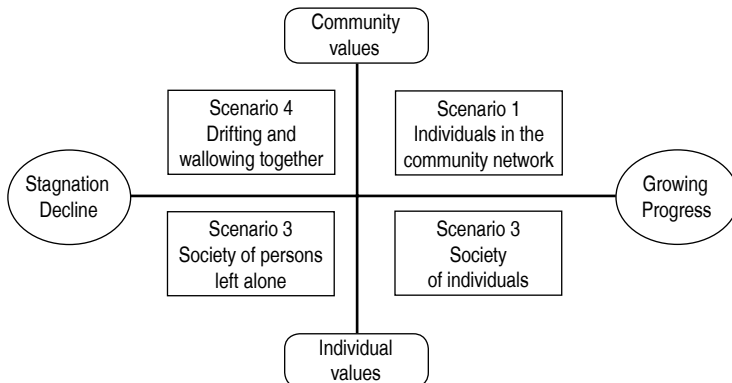 Community
values
Scenario 4
Drifting and
wallowing together
Scenario 1
Individuals in the
community network
Stagnation
Decline
Growing
Progress
Scenario 3
Society of persons
left alone
Scenario 3
Society
of individuals
Individual
values